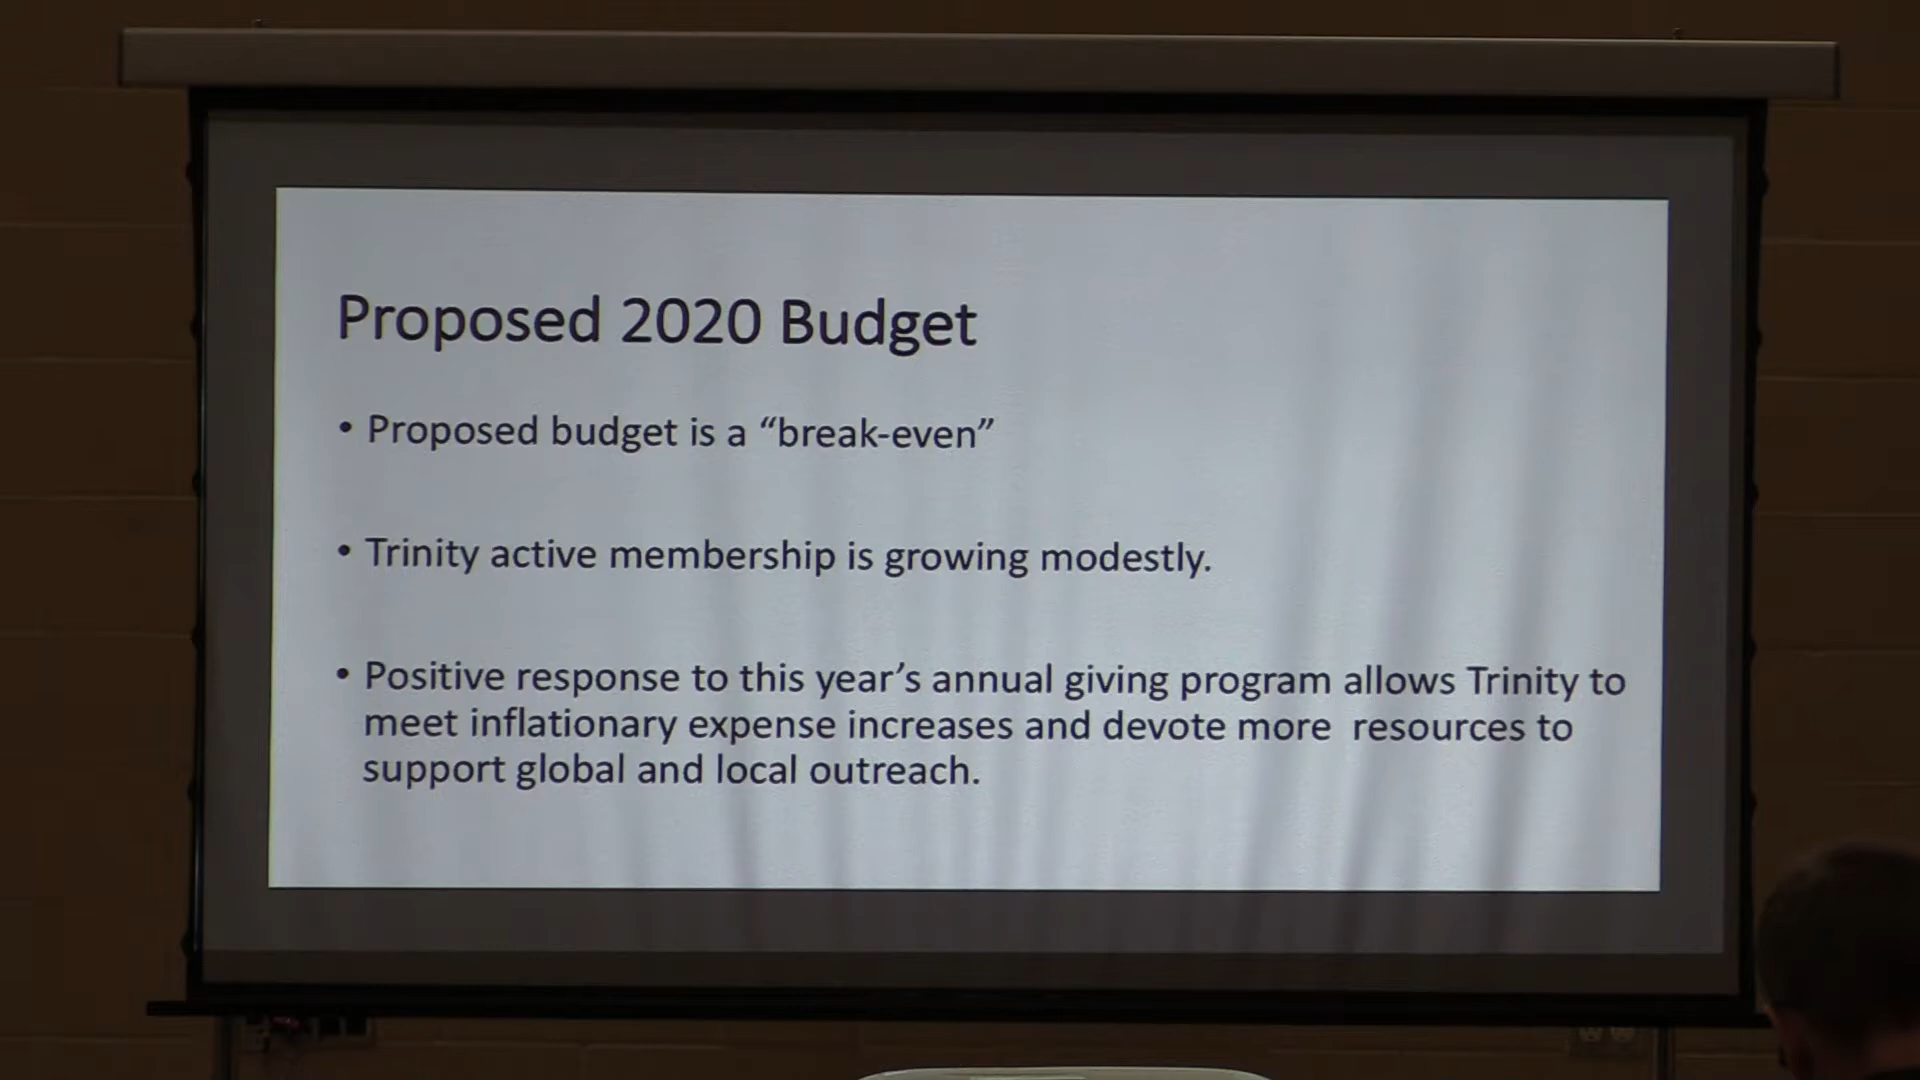 Proposed 2020 Budget
• Proposed budget is a “break-even”
• Trinity active membership is growing modestly.
• Positive response to this year’s annual giving program allows Trinity to
meet inflationary expense increases and devote more  resources to
support global and local outreach.